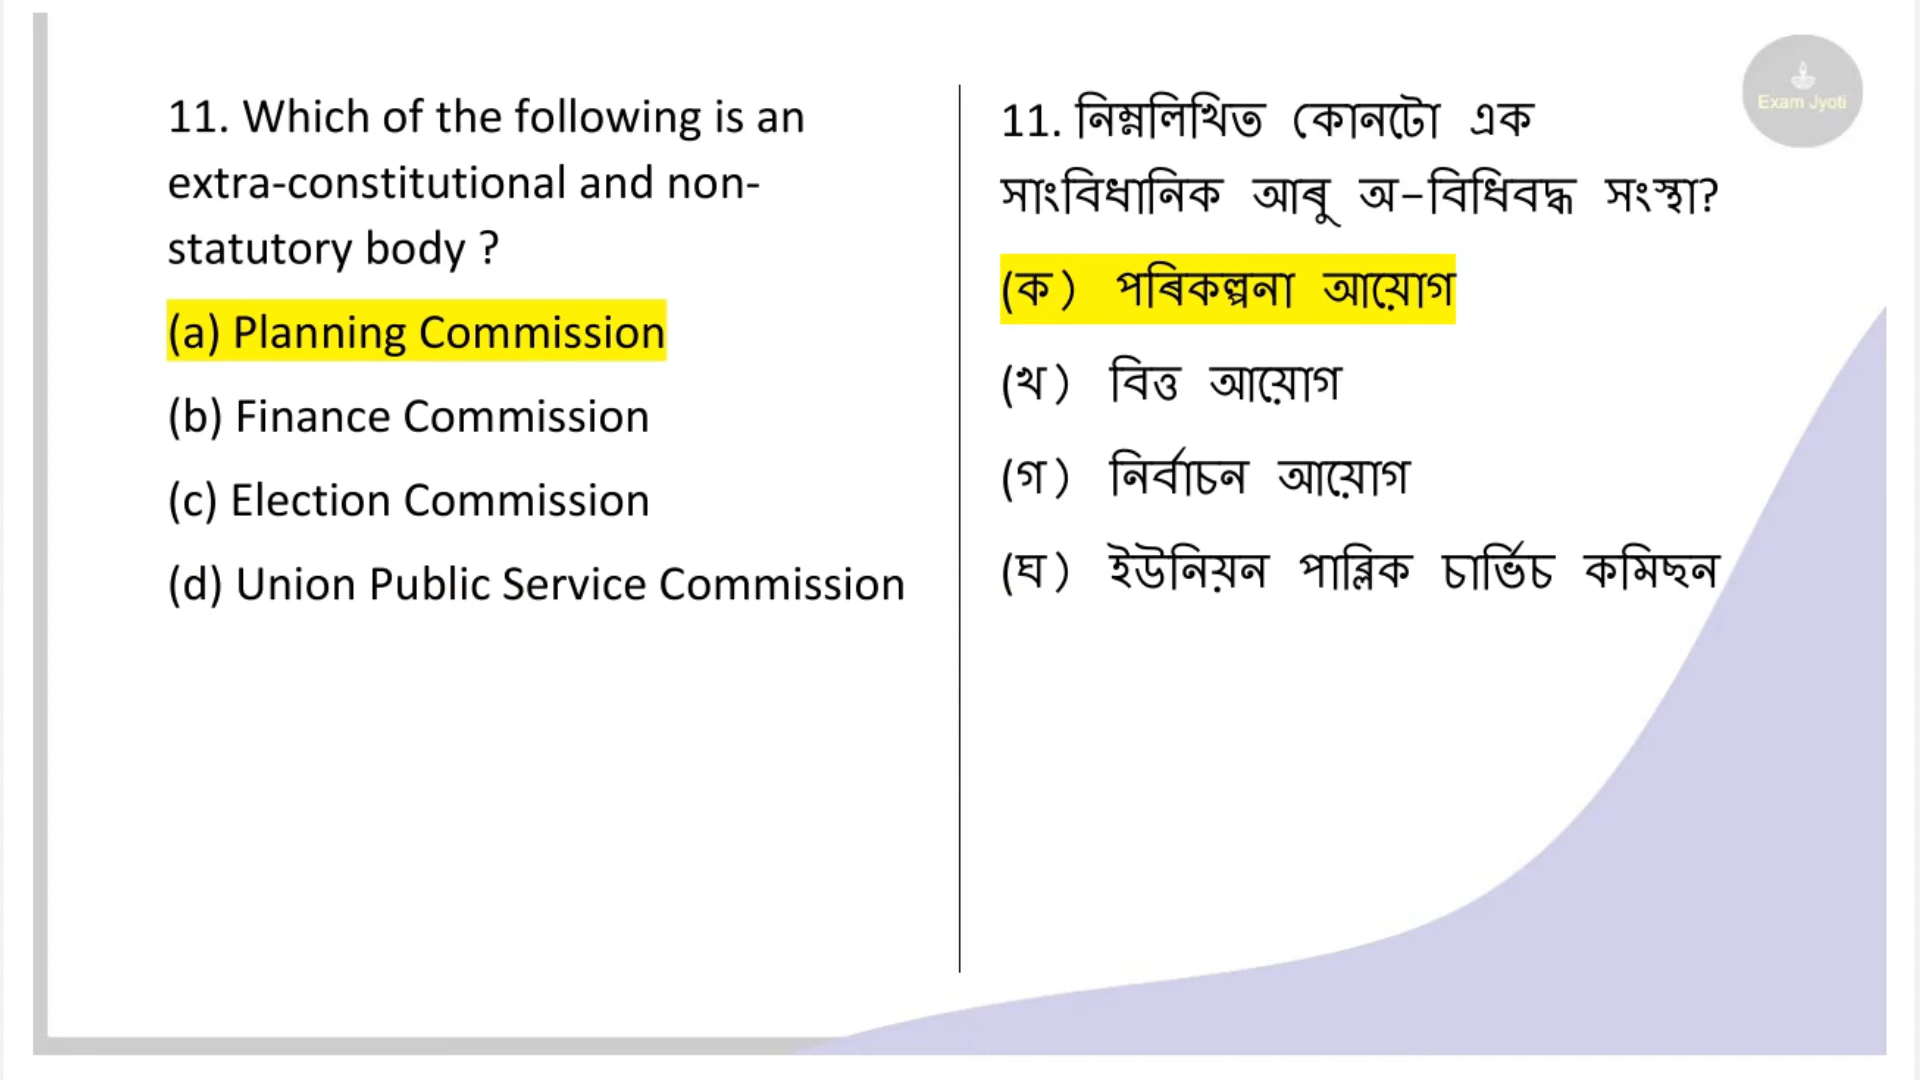 11. Which of the following is an
extra-constitutional and non-
statutory body ?
(a) Planning Commission
(b) Finance Commission
(c) Election Commission
(d) Union Public Service Commission
11. নিম্নলিখিত কোনটো এক
সাংবিধানিক আৰু অ-বিধিবদ্ধ সংস্থা?
(ক) পৰিকল্পনা আয়োগ
(খ) বিত্ত আয়োগ
(গ) নিৰ্বাচন আয়োগ
(ঘ) ইউনিয়ন পাব্লিক চাৰ্ভিচ কমিছন
Exam Jyoti